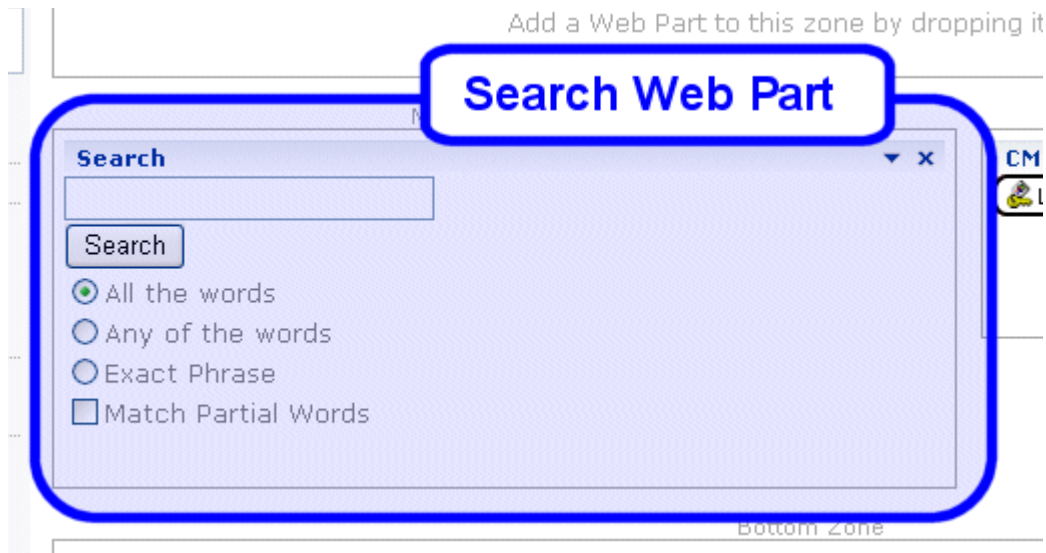 Add a Web Part to this zone by dropping it
Search Web Part
Search
CM
Search
All the words
Any of the words
Exact Phrase
Match Partial Words
Bottom Zone